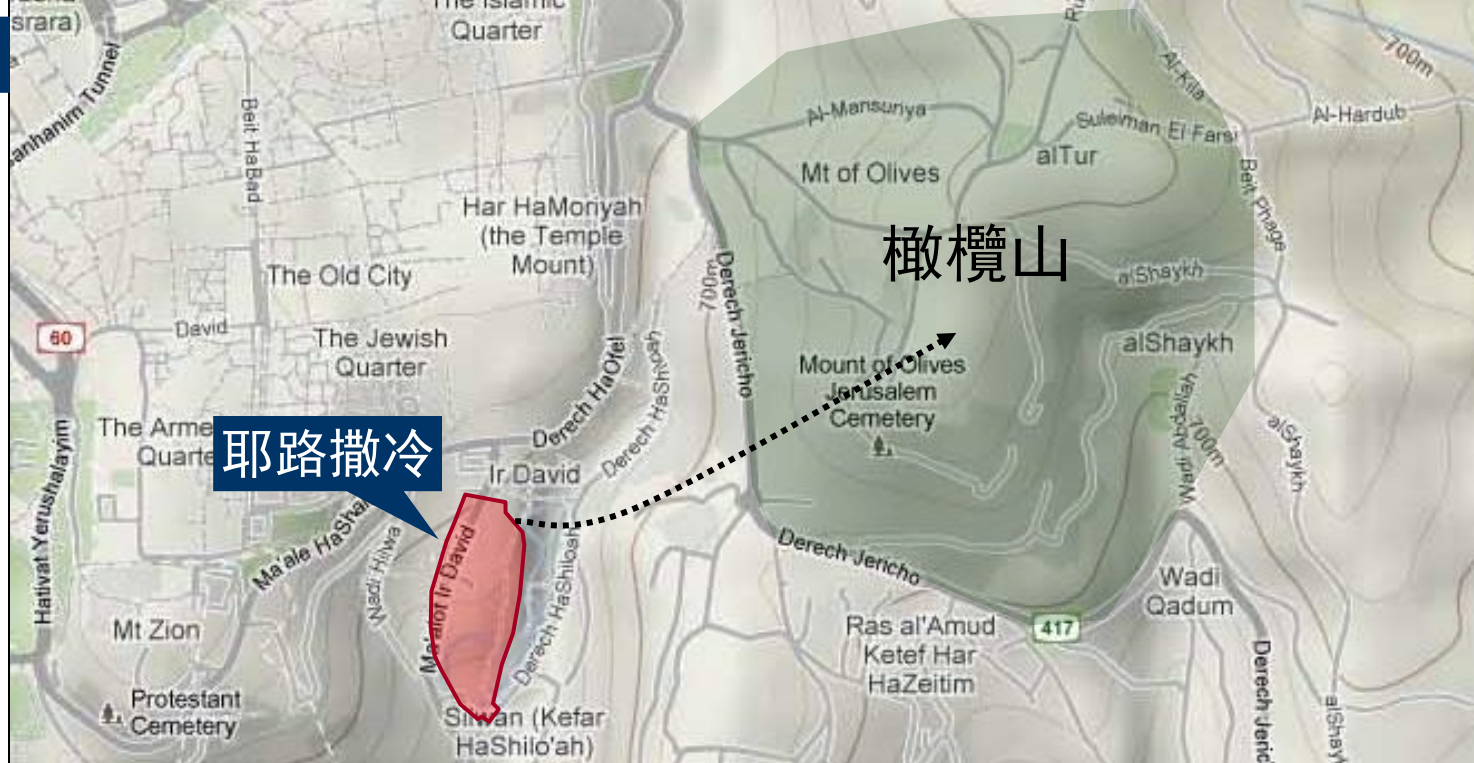 srara)
The Islamic
Quarter
anhanim Tunnel
Beit HaBad
700m
Al-Kila
Al-Mansunya
Suleiman El Farsi
Al-Hardub
alTur
Mt of Olives
Beit Phage
Har HaMoriyah
(the Temple
Mount)
橄欖山
The Old City
700m
Derech Jericho
alShaykh
60
David
The Jewish
Quarter
alShaykh
Derech HaOfel
Derech HaShiloah
Mount of Olives
Jerusalem
Cemetery
Wadi Abdallah
700m
alShaykh
Hativat Yerushalayim
The Arme
Quarte
耶路撒冷
Ir David
Ma'ale HaSha
Wadi Hilwa
Ma'alot Ir David
Derech HaShiloah
Derech Jericho
Wadi
Qadum
Mt Zion
Ras al'Amud
Ketef Har
HaZeitim
417
Derech Jeric
alShay
Protestant
Cemetery
Silwan (Kefar
HaShilo'ah)